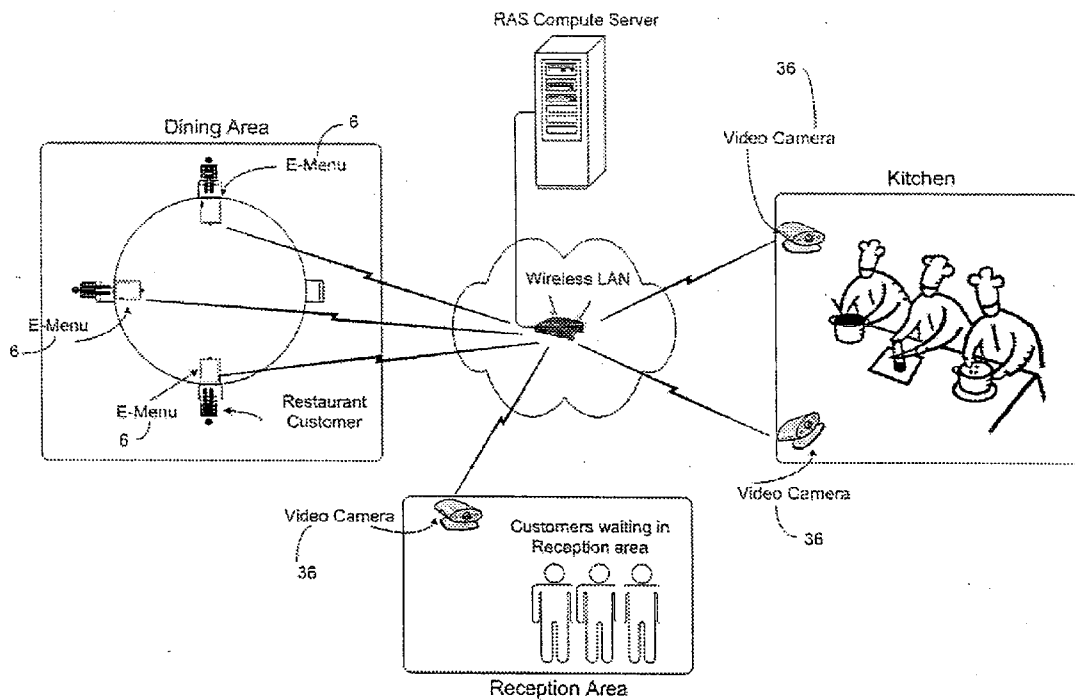 RAS Compute Server
36
Video Camera
Kitchen
Dining Area
6
E-Menu
Wireless LAN
E-Menu
6
E-Menu
6
Restaurant
Customer
Video Camera
36
Video Camera
36
Customers waiting in
Reception area
Reception Area